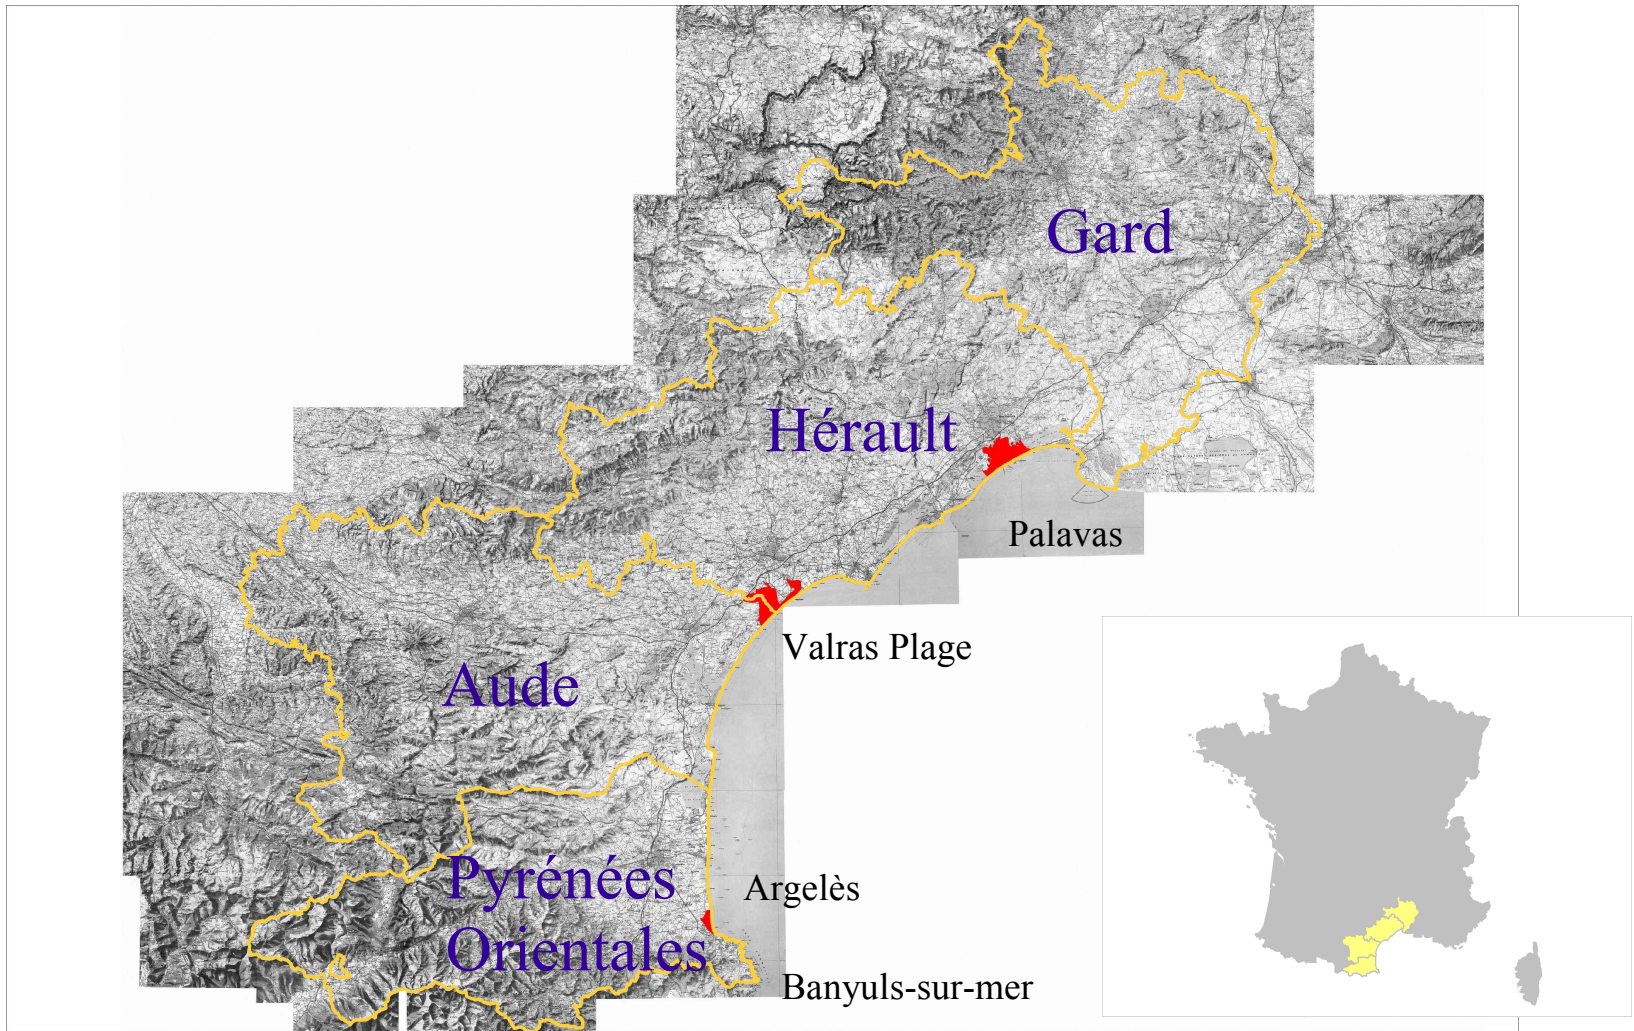 Gard
Hérault
Palavas
Valras Plage
Aude
Pyrénées
Orientales
Argelès
Banyuls-sur-mer